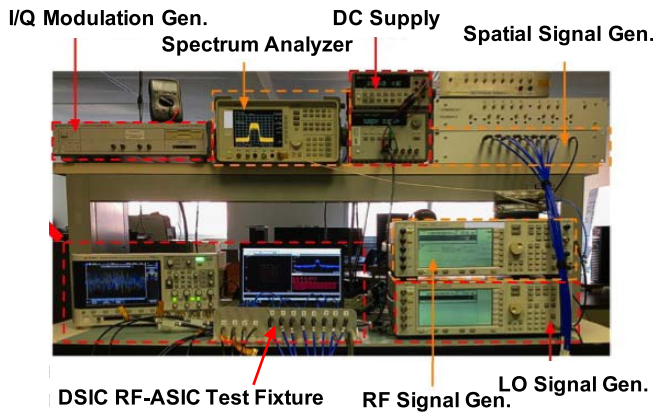 I/Q Modulation Gen.
DC Supply
Spectrum Analyzer
Spatial Signal Gen.
DSIC RF-ASIC Test Fixture
RF Signal Gen.
LO Signal Gen.